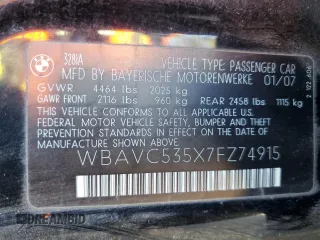 BMW
328IA VEHICLE TYPE: PASSENGER CAR
MFD BY BAYERISCHE MOTORENWERKE 01/07
GVWR 4464 lBS 2025 kg
GAWR FRONT 2116 lBS 960 kg REAR 2458 lBS 1115 kg
THIS VEHICLE CONFORMS TO ALL APPLICABLE
FEDERAL MOTOR VEHICLE SAFETY, BUMPER,
AND THEFT PREVENTION STANDARDS
IN EFFECT ON THE DATE OF
MANUFACTURE SHOWN ABOVE.
WBAVC535X7FZ74915
DREAMBID